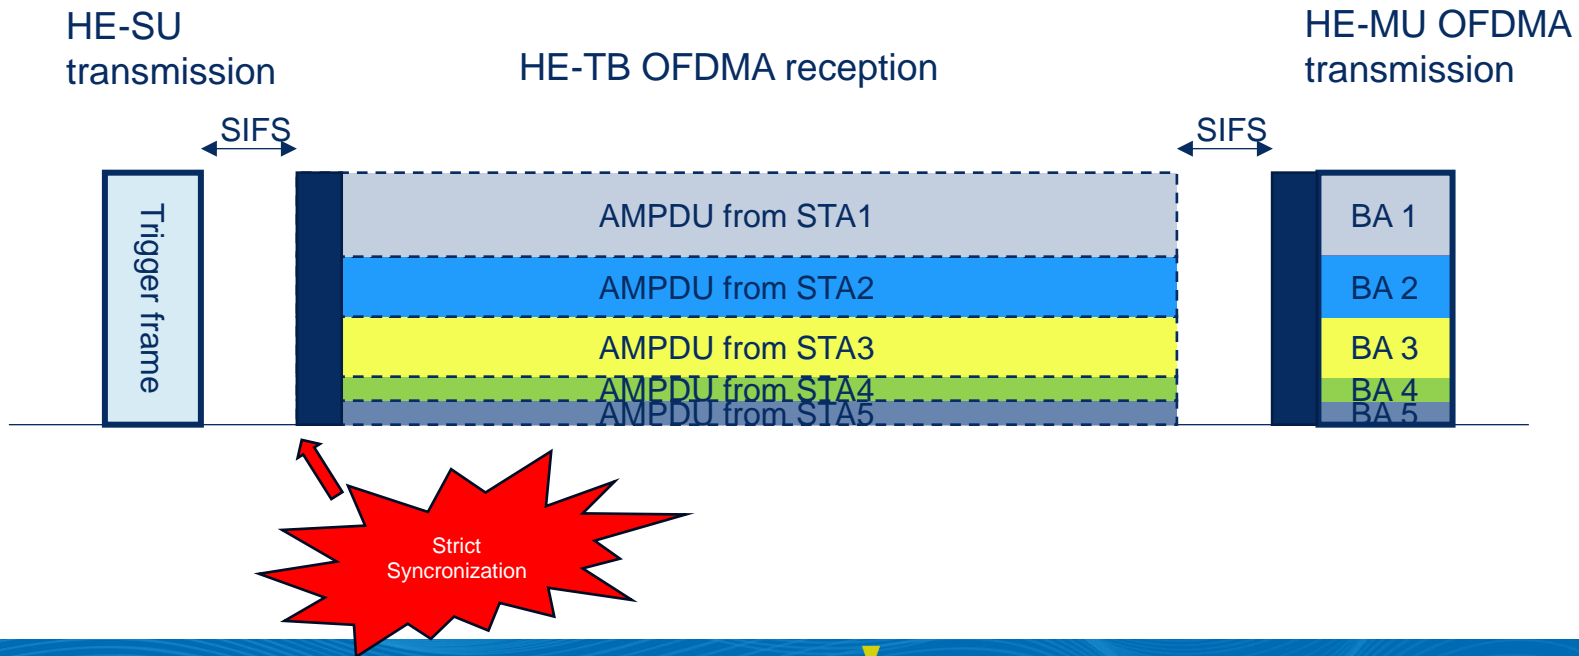 HE-SU
transmission
HE-TB OFDMA reception
HE-MU OFDMA
transmission
SIFS
SIFS
Trigger frame
AMPDU from STA1
AMPDU from STA2
AMPDU from STA3
AMPDU from STA4
AMPDU from STA5
BA 1
BA 2
BA 3
BA 4
BA 5
Strict
Syncronization